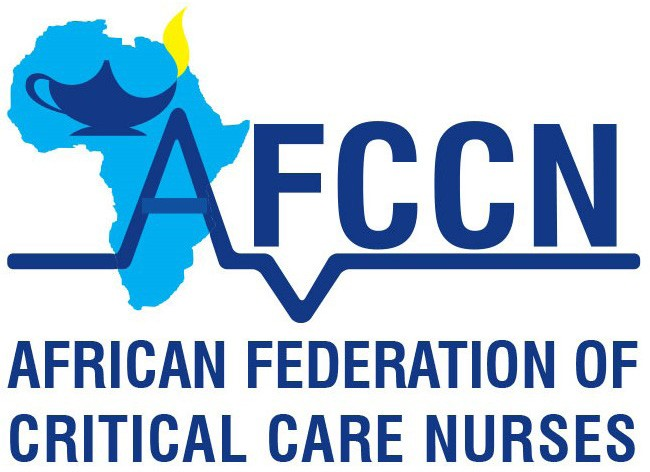 AFCCN
AFRICAN FEDERATION OF
CRITICAL CARE NURSES